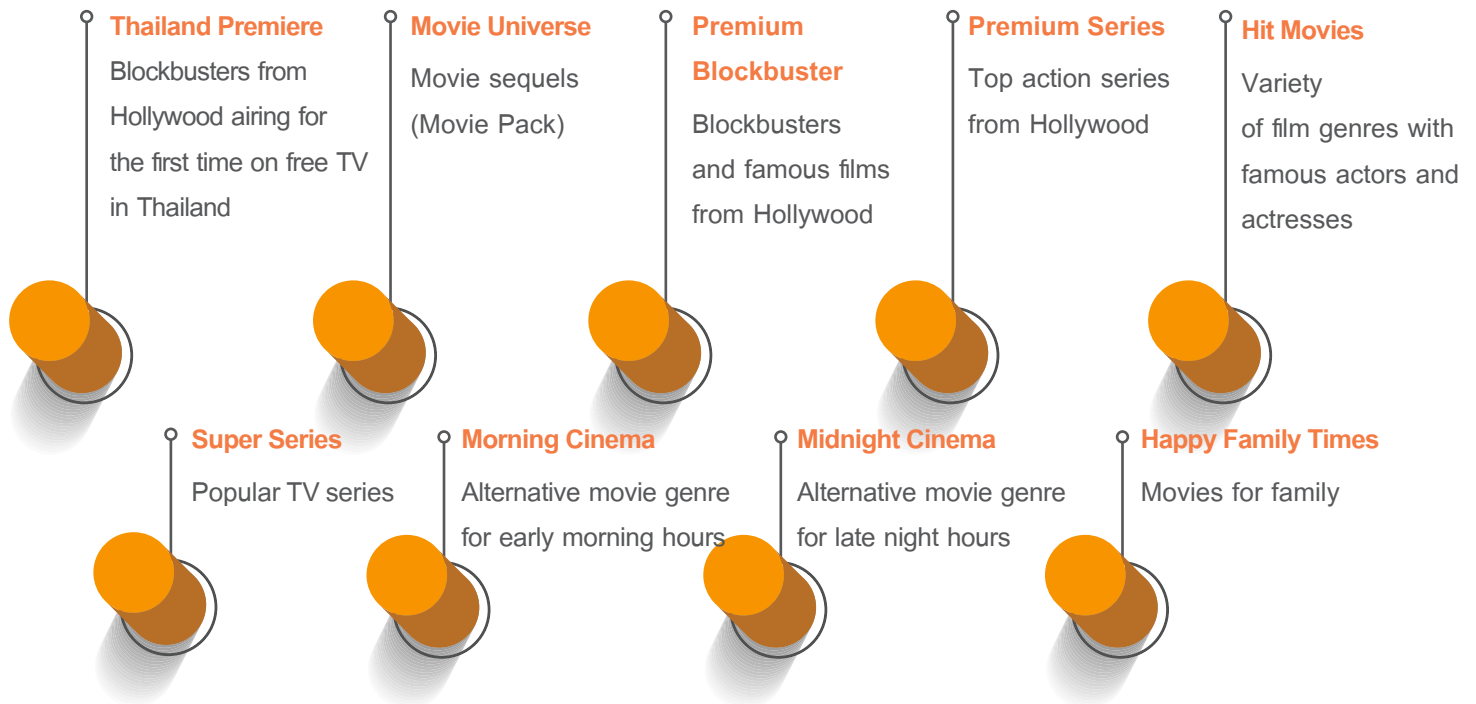 Thailand Premiere
Blockbusters from
Hollywood airing for
the first time on free TV
in Thailand
Movie Universe
Movie sequels
(Movie Pack)
Premium
Blockbuster
Blockbusters
and famous films
from Hollywood
Premium Series
Top action series
from Hollywood
Hit Movies
Variety
of film genres with
famous actors and
actresses
Super Series
Popular TV series
Morning Cinema
Alternative movie genre
for early morning hours
Midnight Cinema
Alternative movie genre
for late night hours
Happy Family Times
Movies for family